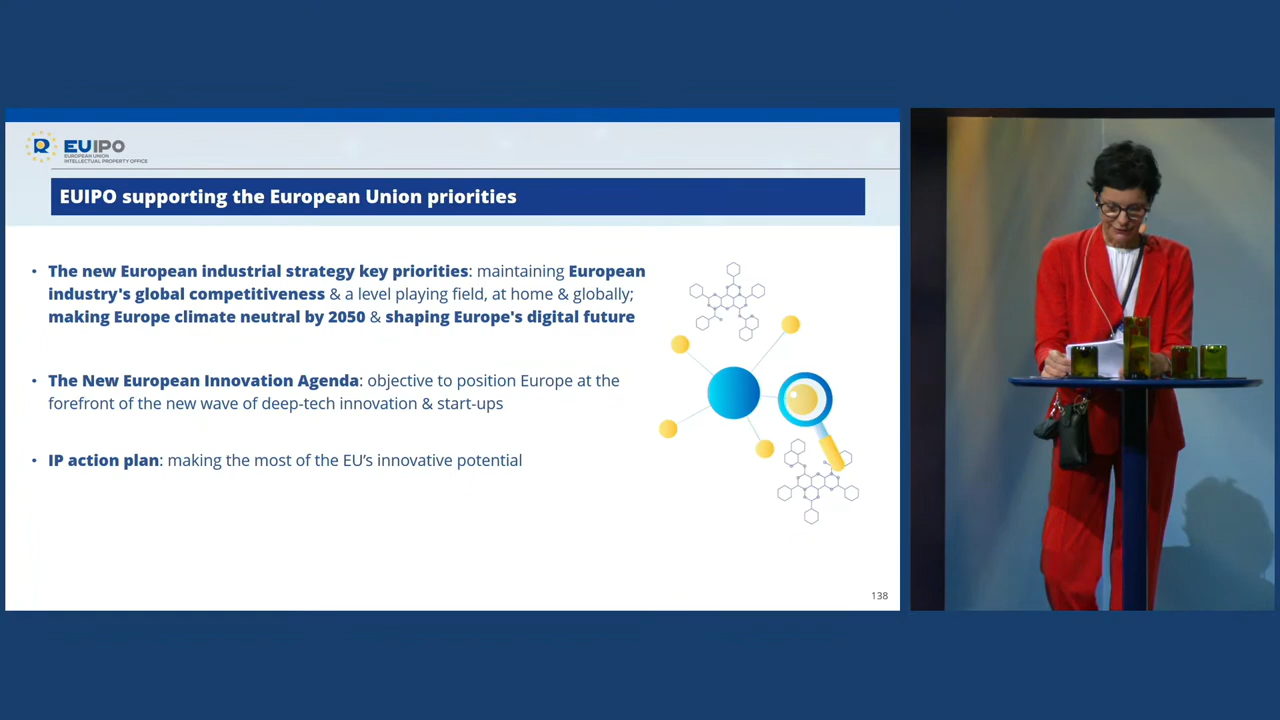 EUIPO
EUROPEAN UNION
INTELLECTUAL PROPERTY OFFICE
EUIPO supporting the European Union priorities
• The new European industrial strategy key priorities: maintaining European
industry's global competitiveness & a level playing field, at home & globally;
making Europe climate neutral by 2050 & shaping Europe's digital future
• The New European Innovation Agenda: objective to position Europe at the
forefront of the new wave of deep-tech innovation & start-ups
• IP action plan: making the most of the EU’s innovative potential
138